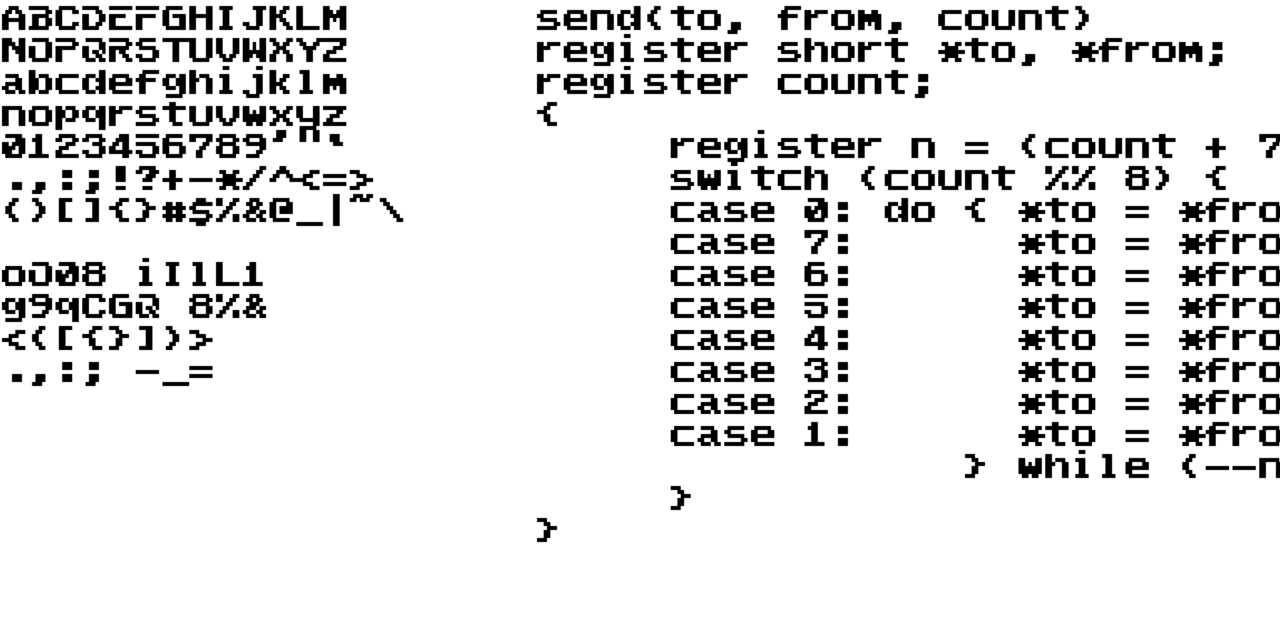 ABCDEFGHIJKLM
NOPQRSTUVWXYZ
abcdefghijklm
nopqrstuvwxyz
0123456789'"`
.,:;!?+-*/^<=>
()[]{}#$%&@_|~\
oO08 iIlL1
g9qCGQ 8%&
<([{}])>
.,:; -_=
send(to, from, count)
register short *to, *from;
register count;
{
register n = (count + 7
switch (count %% 8) {
case 0: do { *to = *fro
case 7: *to = *fro
case 6: *to = *fro
case 5: *to = *fro
case 4: *to = *fro
case 3: *to = *fro
case 2: *to = *fro
case 1: *to = *fro
} while (--n
}
}